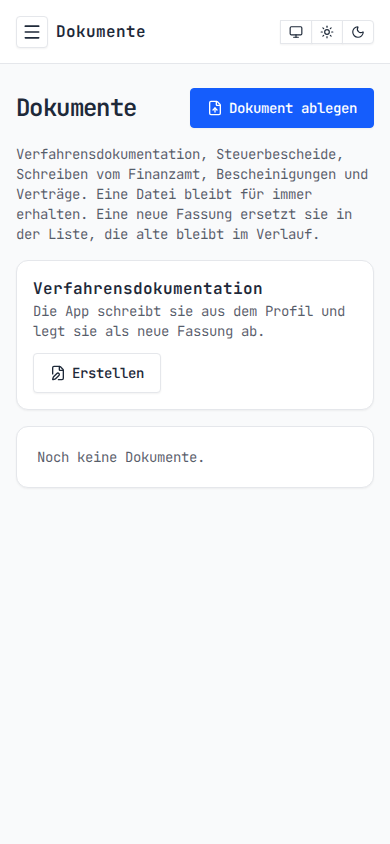 Dokumente
Dokumente
Dokument ablegen
Verfahrensdokumentation, Steuerbescheide,
Schreiben vom Finanzamt, Bescheinigungen und
Verträge. Eine Datei bleibt für immer
erhalten. Eine neue Fassung ersetzt sie in
der Liste, die alte bleibt im Verlauf.
Verfahrensdokumentation
Die App schreibt sie aus dem Profil und
legt sie als neue Fassung ab.
Erstellen
Noch keine Dokumente.